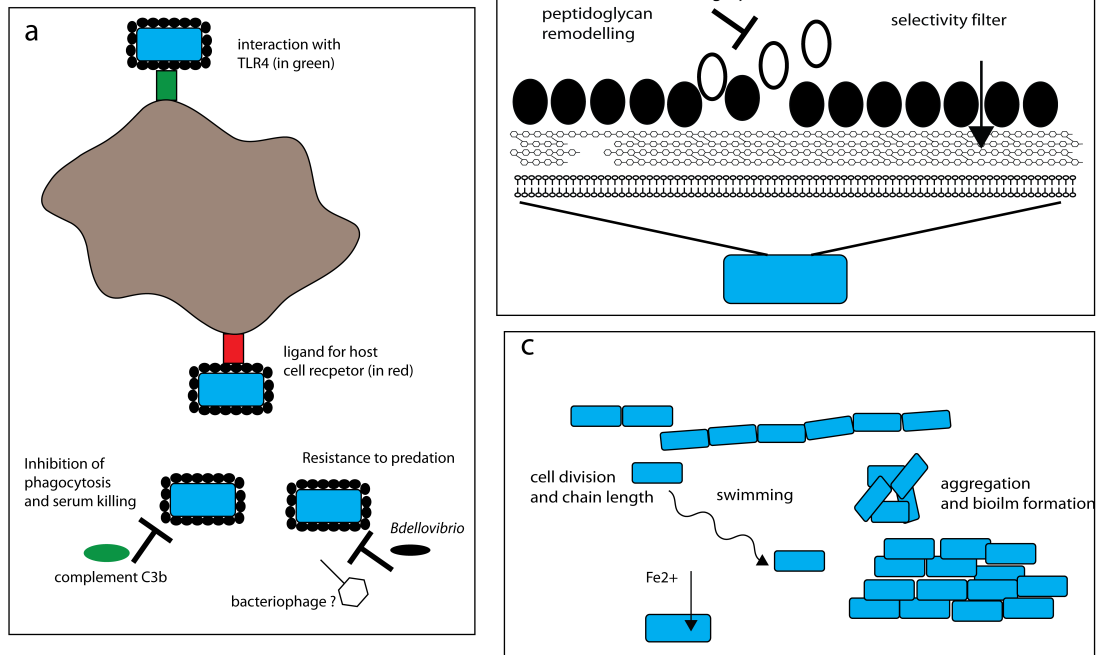 a
interaction with
TLR4 (in green)
ligand for host
cell recpetor (in red)
Inhibition of
phagocytosis
and serum killing
complement C3b
Resistance to predation
Bdellovibrio
bacteriophage ?
peptidoglycan
remodelling
selectivity filter
c
cell division
and chain length
swimming
aggregation
and bioilm formation
Fe2+